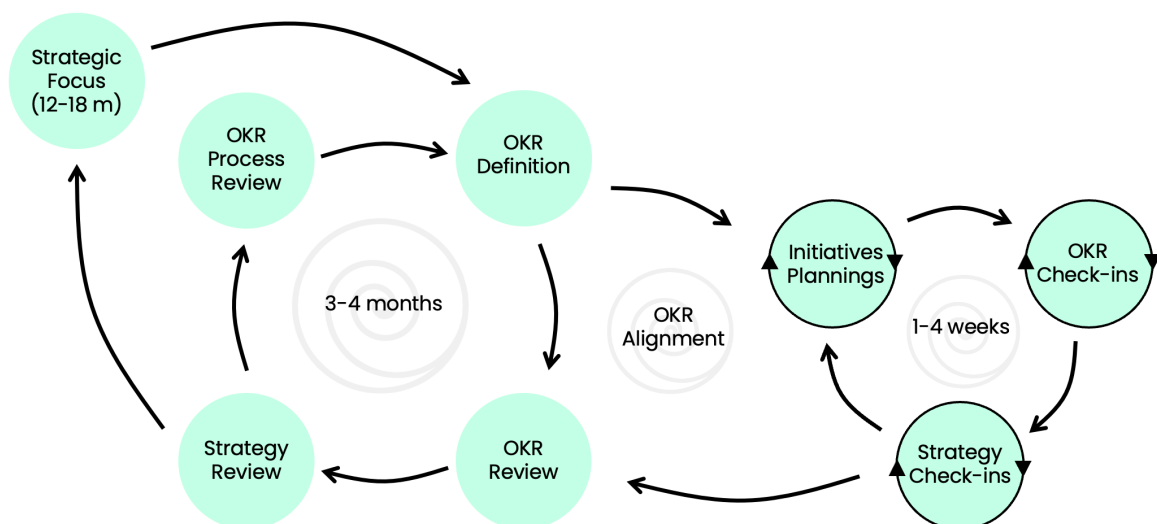 Strategic
Focus
(12-18 m)
OKR
Process
Review
OKR
Definition
Initiatives
Plannings
OKR
Check-ins
3-4 months
OKR
Alignment
1-4 weeks
Strategy
Review
OKR
Review
Strategy
Check-ins